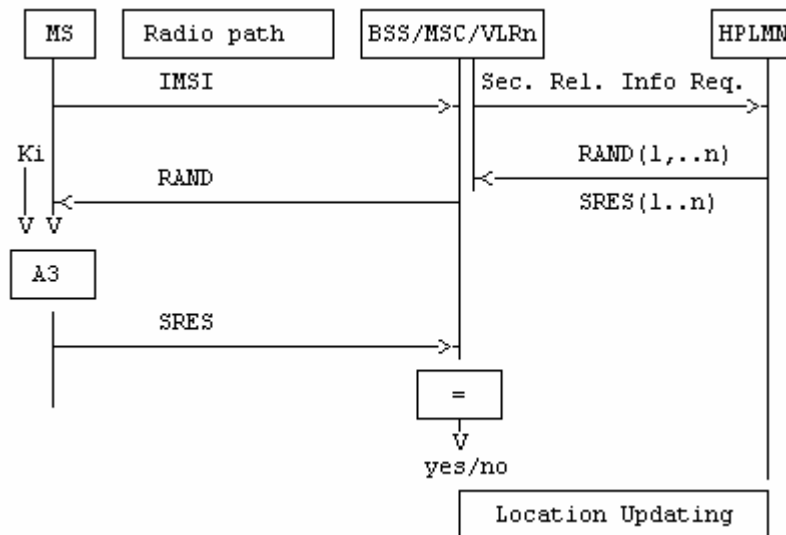 MS Radio path BSS/MSC/VLRn HPLMN
IMSI Sec. Rel. Info Req.
Ki RAND RAND(1,..n)
V V SRES(1..n)
A3
SRES
=
V
yes/no
Location Updating